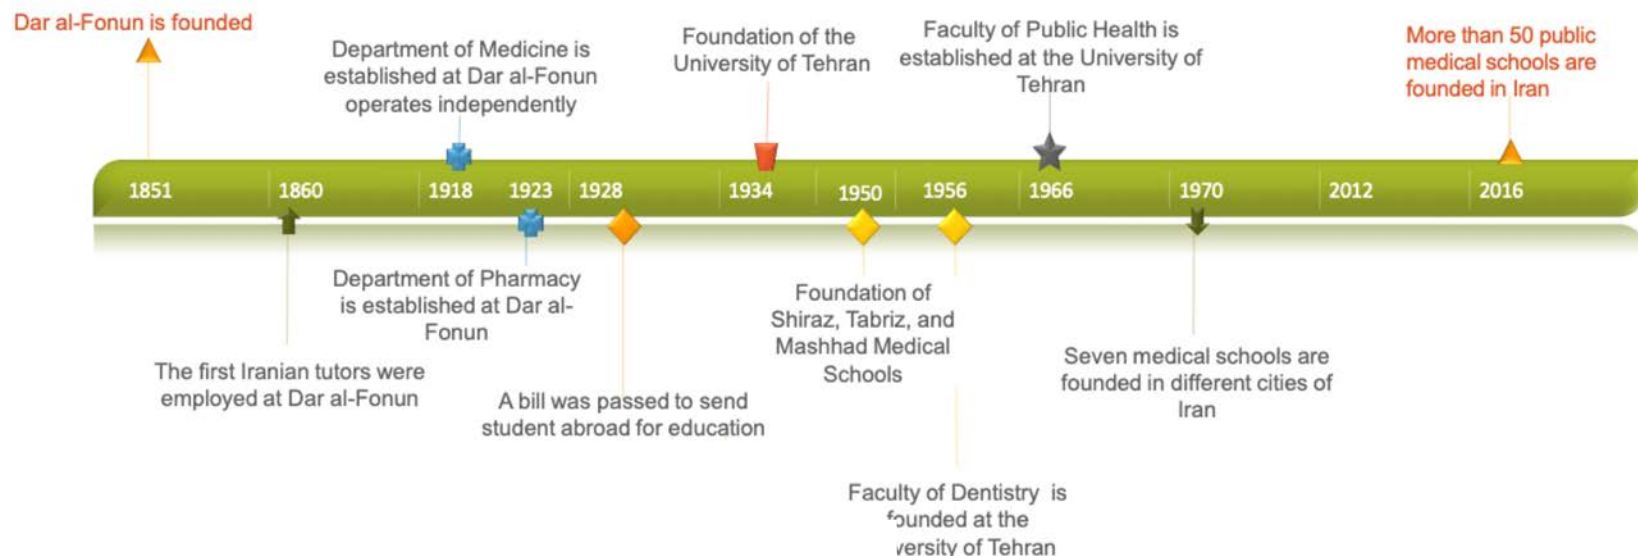 Dar al-Fonun is founded
Department of Medicine is
established at Dar al-Fonun
operates independently
Foundation of the
University of Tehran
Faculty of Public Health is
established at the University of
Tehran
More than 50 public
medical schools are
founded in Iran
1851 1860 1918 1923 1928 1934 1950 1956 1966 1970 2012 2016
The first Iranian tutors were
employed at Dar al-Fonun
Department of Pharmacy
is established at Dar al-
Fonun
A bill was passed to send
student abroad for education
Foundation of
Shiraz, Tabriz, and
Mashhad Medical
Schools
Faculty of Dentistry is
founded at the
versity of Tehran
Seven medical schools are
founded in different cities of
Iran